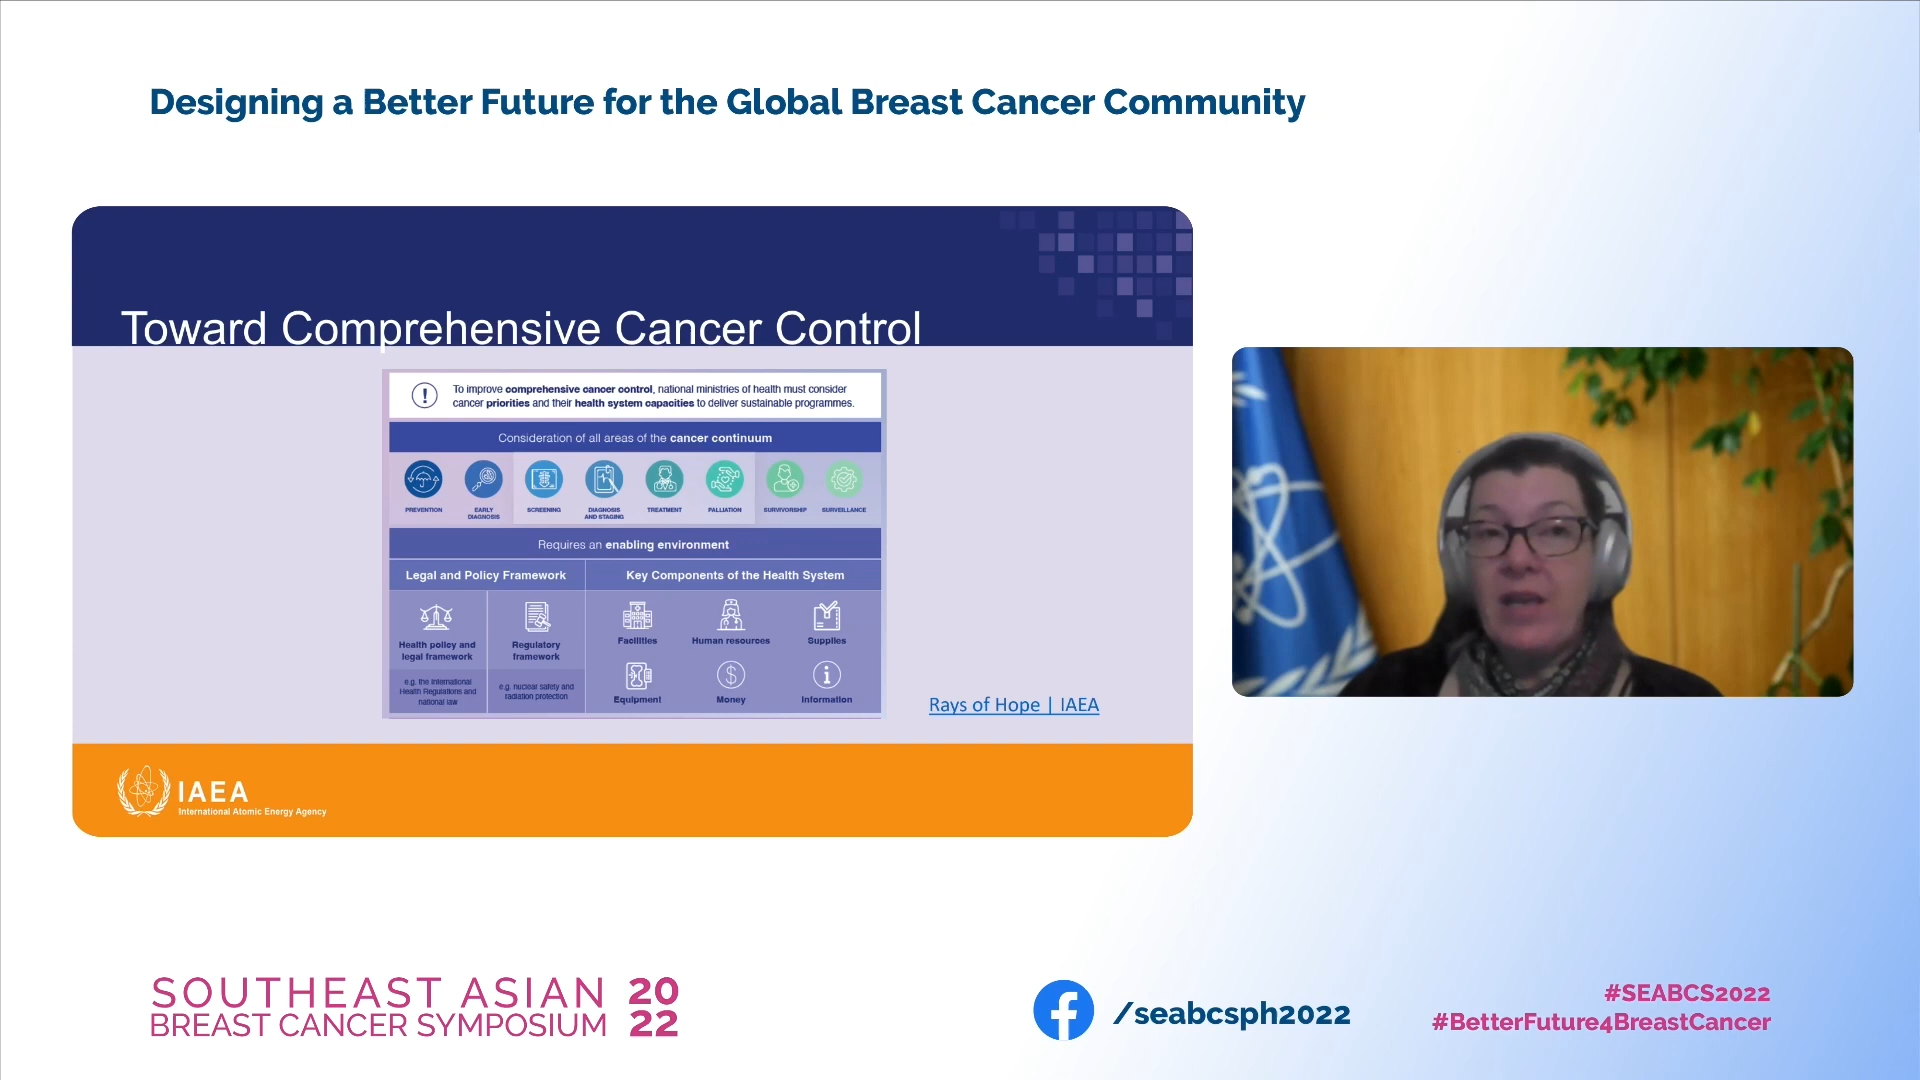 Designing a Better Future for the Global Breast Cancer Community
Toward Comprehensive Cancer Control
!
To improve comprehensive cancer control, national ministries of health must consider
cancer priorities and their health system capacities to deliver sustainable programmes.
Consideration of all areas of the cancer continuum
PREVENTION
EARLY
DIAGNOSIS
SCREENING
DIAGNOSIS
AND STAGING
TREATMENT
PALLIATION
SURVIVORSHIP
SURVEILLANCE
Requires an enabling environment
Legal and Policy Framework
Key Components of the Health System
Health policy and
legal framework
Regulatory
framework
e.g. the International
Health Regulations and
national law
e.g. nuclear safety and
radiation protection
Facilities
Human resources
Supplies
$
i
Equipment
Money
Information
Rays of Hope | IAEA
IAEA
International Atomic Energy Agency
SOUTHEAST ASIAN
BREAST CANCER SYMPOSIUM
20
22
f
/seabcsph2022
#SEABCS2022
#BetterFuture4BreastCancer